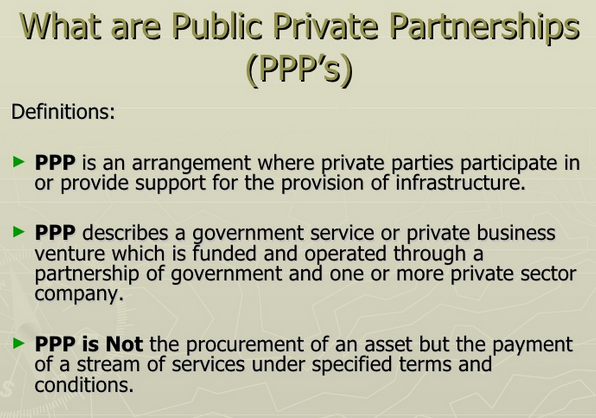 What are Public Private Partnerships
(PPP’s)
Definitions:
► PPP is an arrangement where private parties participate in
or provide support for the provision of infrastructure.
► PPP describes a government service or private business
venture which is funded and operated through a
partnership of government and one or more private sector
company.
► PPP is Not the procurement of an asset but the payment
of a stream of services under specified terms and
conditions.